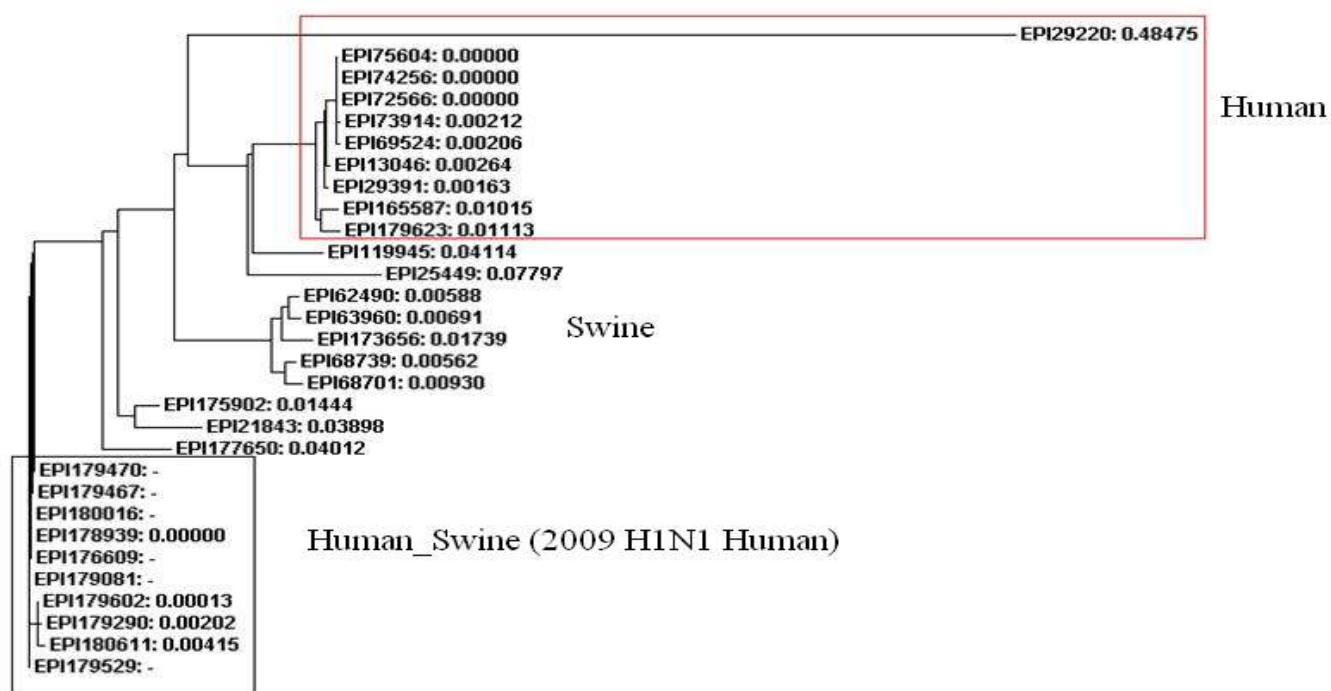 EPI29220: 0.48475
EPI75604: 0.00000
EPI74256: 0.00000
EPI72566: 0.00000
Human
EPI73914: 0.00212
EPI69524: 0.00206
EPI13046: 0.00264
EPI29391: 0.00163
EPI165587: 0.01015
EPI179623: 0.01113
EPI119945: 0.04114
EPI25449: 0.07797
EPI62490: 0.00588
EPI63960: 0.00691
Swine
EPI173656: 0.01739
EPI68739: 0.00562
EPI68701: 0.00930
EPI175902: 0.01444
EPI21843: 0.03898
EPI177650: 0.04012
EPI179470: -
EPI179467: -
EPI180016: -
EPI178939: 0.00000
Human_Swine (2009 H1N1 Human)
EPI176609: -
EPI179081: -
EPI179602: 0.00013
EPI179290: 0.00202
EPI180611: 0.00415
EPI179529: -